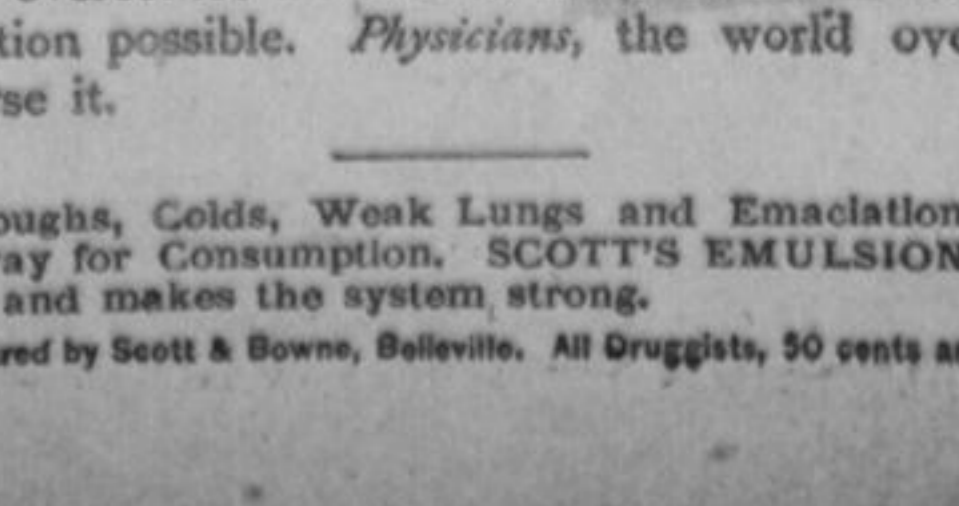 tion possible. Physicians, the world ove
se it.
oughs, Colds, Weak Lungs and Emaciation
ay for Consumption. SCOTT'S EMULSION
and makes the system strong.
red by Scott & Bowne, Belleville. All Druggists, 50 cents a